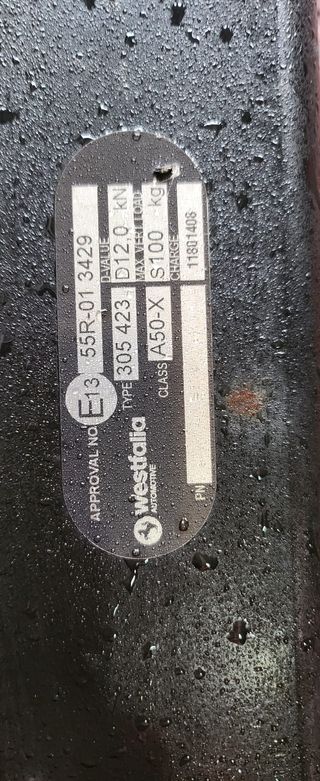 APPROVAL NO. E13 55R-01 3429
TYPE 305 423 D-VALUE D12,0 kN
CLASS A50-X MAX VERT LOAD S100 kg
westfalia
AUTOMOTIVE
CHARGE
11801408